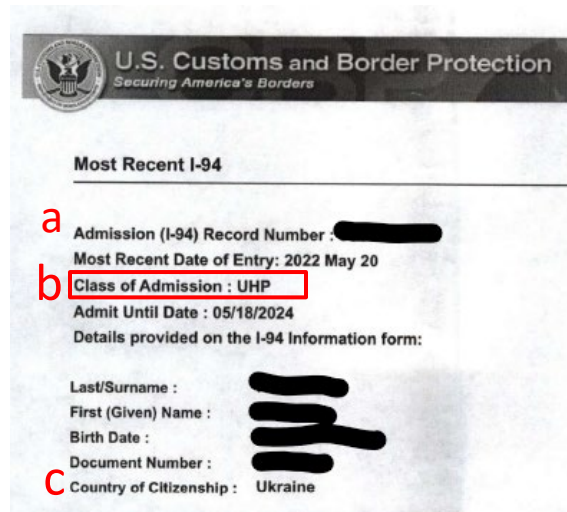 U.S. Customs and Border Protection
Securing America's Borders
Most Recent I-94
a
Admission (I-94) Record Number :
Most Recent Date of Entry: 2022 May 20
b
Class of Admission : UHP
Admit Until Date : 05/18/2024
Details provided on the I-94 Information form:
Last/Surname :
First (Given) Name :
Birth Date :
Document Number :
c
Country of Citizenship : Ukraine